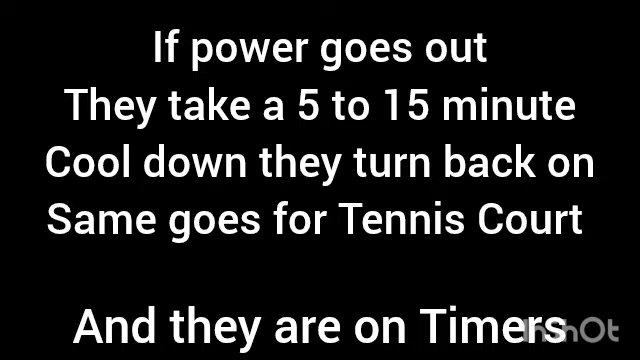 If power goes out
They take a 5 to 15 minute
Cool down they turn back on
Same goes for Tennis Court
And they are on Timers
InShOt